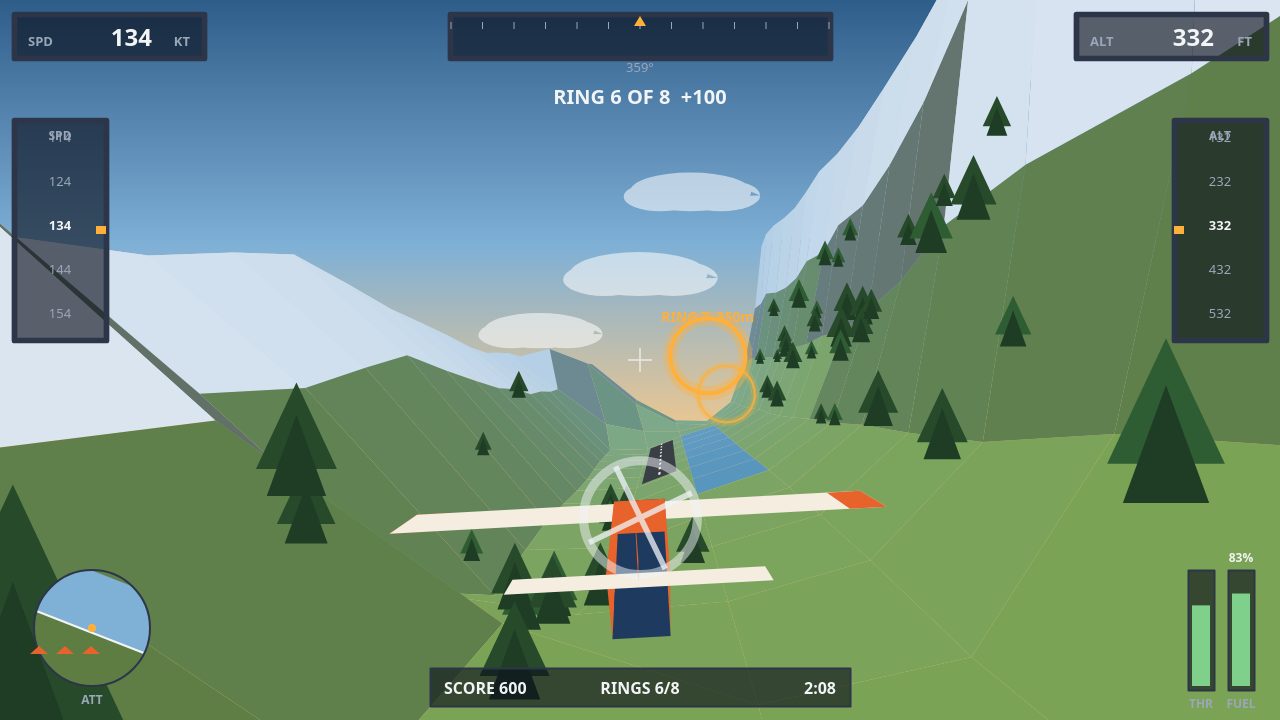 SPD 134 KT
359°
ALT 332 FT
RING 6 OF 8 +100
SPD
124
134
144
154
ALT
232
332
432
532
83%
ATT
SCORE 600 RINGS 6/8 2:08
THR FUEL